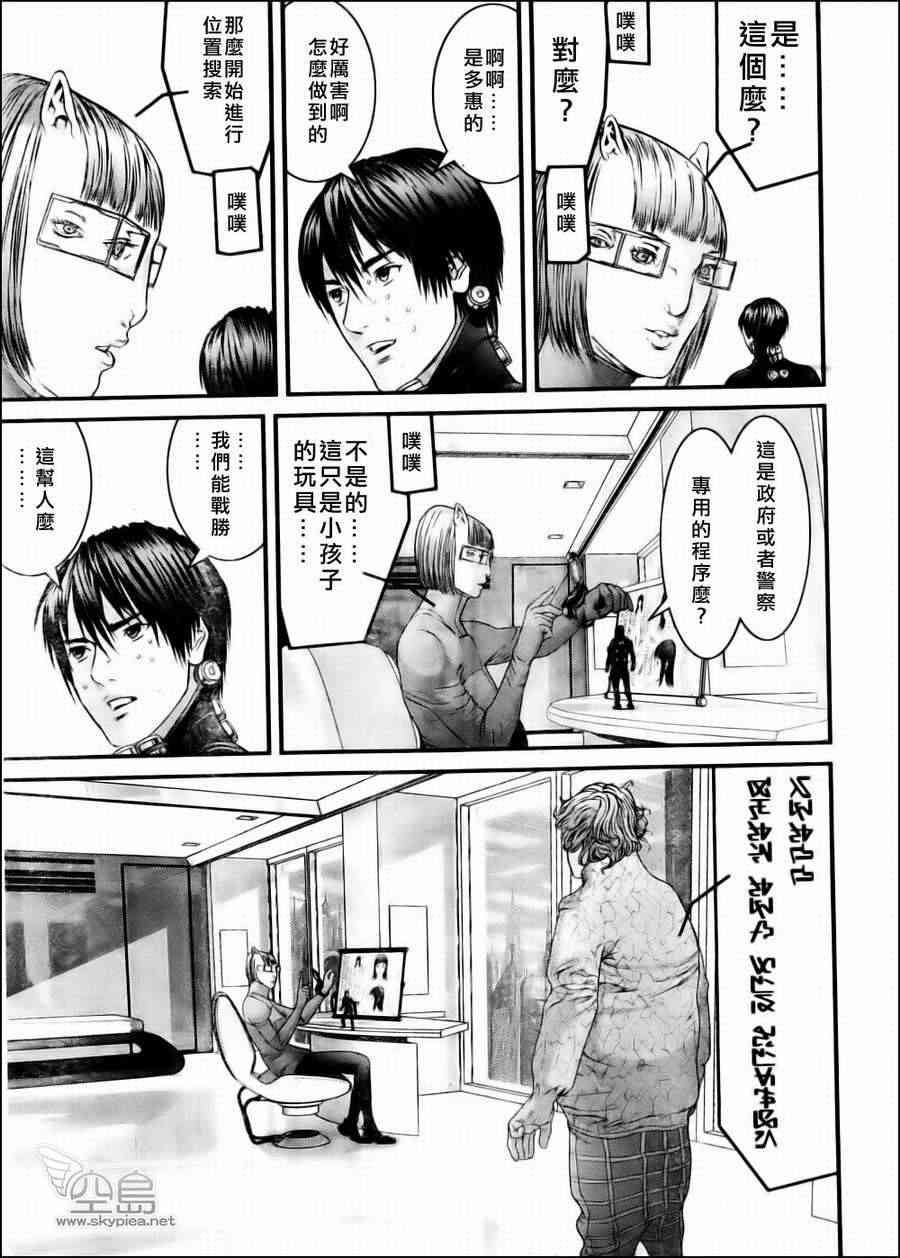 是……
這個麼？
噗噗
對麼？
噗噗
啊啊……
是多惠的
好厲害啊
怎麼做到的
那麼開始進行
位置搜索
噗噗
這是政府或者警察
專用的程序麼？
噗噗
不是的……
這只是小孩子
的玩具……
……
我們能戰勝
……
這幫人麼
………
空島
www.skypiea.net